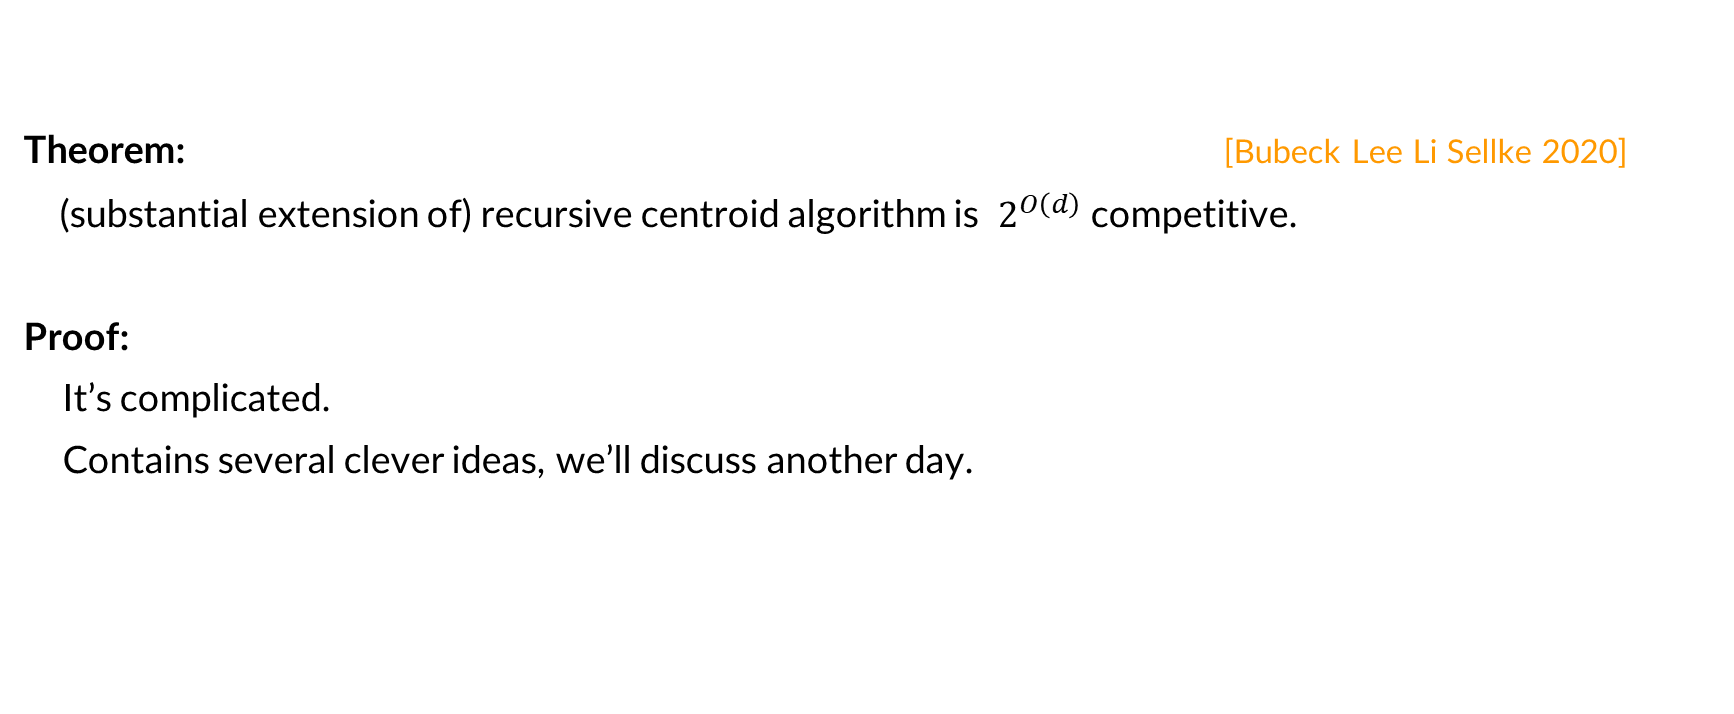 Theorem: [Bubeck Lee Li Sellke 2020]
(substantial extension of) recursive centroid algorithm is $2^{O(d)}$ competitive.
Proof:
It’s complicated.
Contains several clever ideas, we’ll discuss another day.